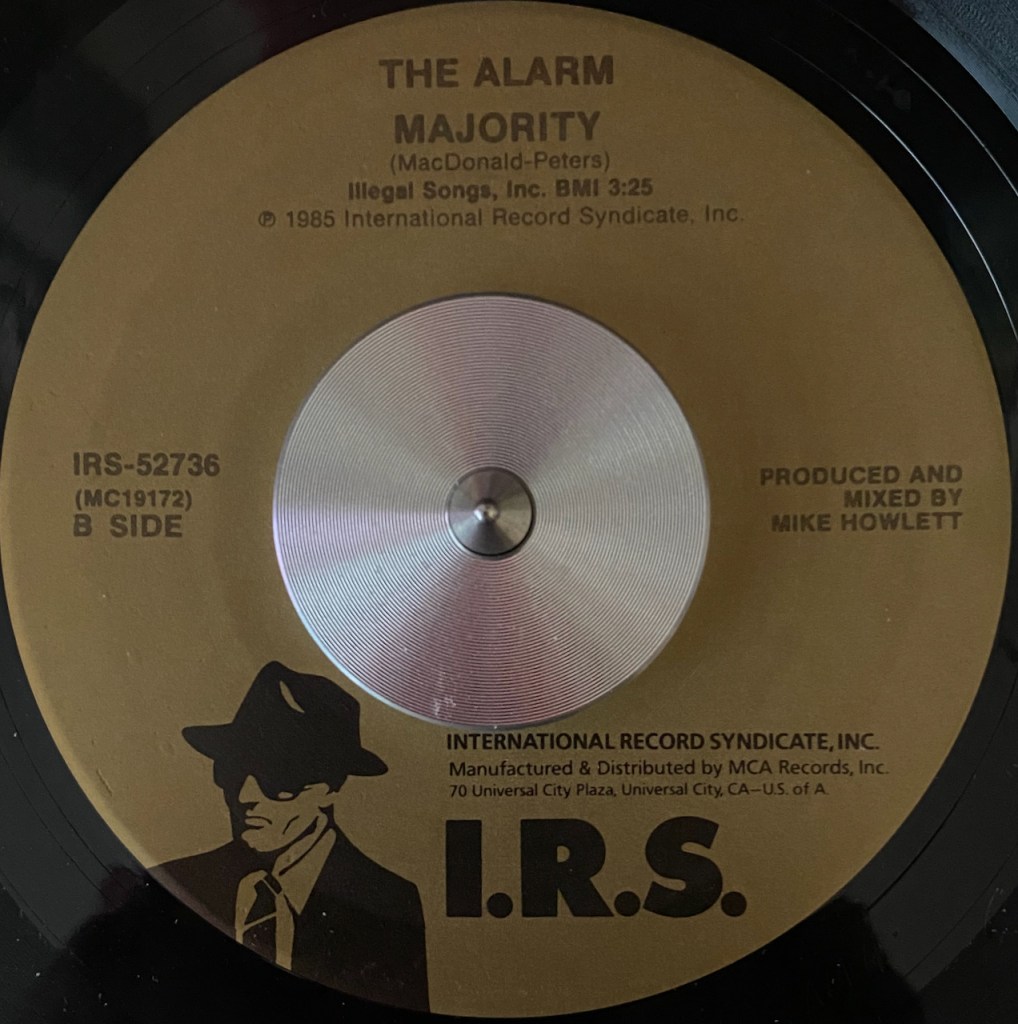 THE ALARM
MAJORITY
(MacDonald-Peters)
Illegal Songs, Inc. BMI 3:25
℗ 1985 International Record Syndicate, Inc.
IRS-52736
(MC19172)
B SIDE
PRODUCED AND
MIXED BY
MIKE HOWLETT
INTERNATIONAL RECORD SYNDICATE, INC.
Manufactured & Distributed by MCA Records, Inc.
70 Universal City Plaza, Universal City, CA–U.S. of A.
I.R.S.